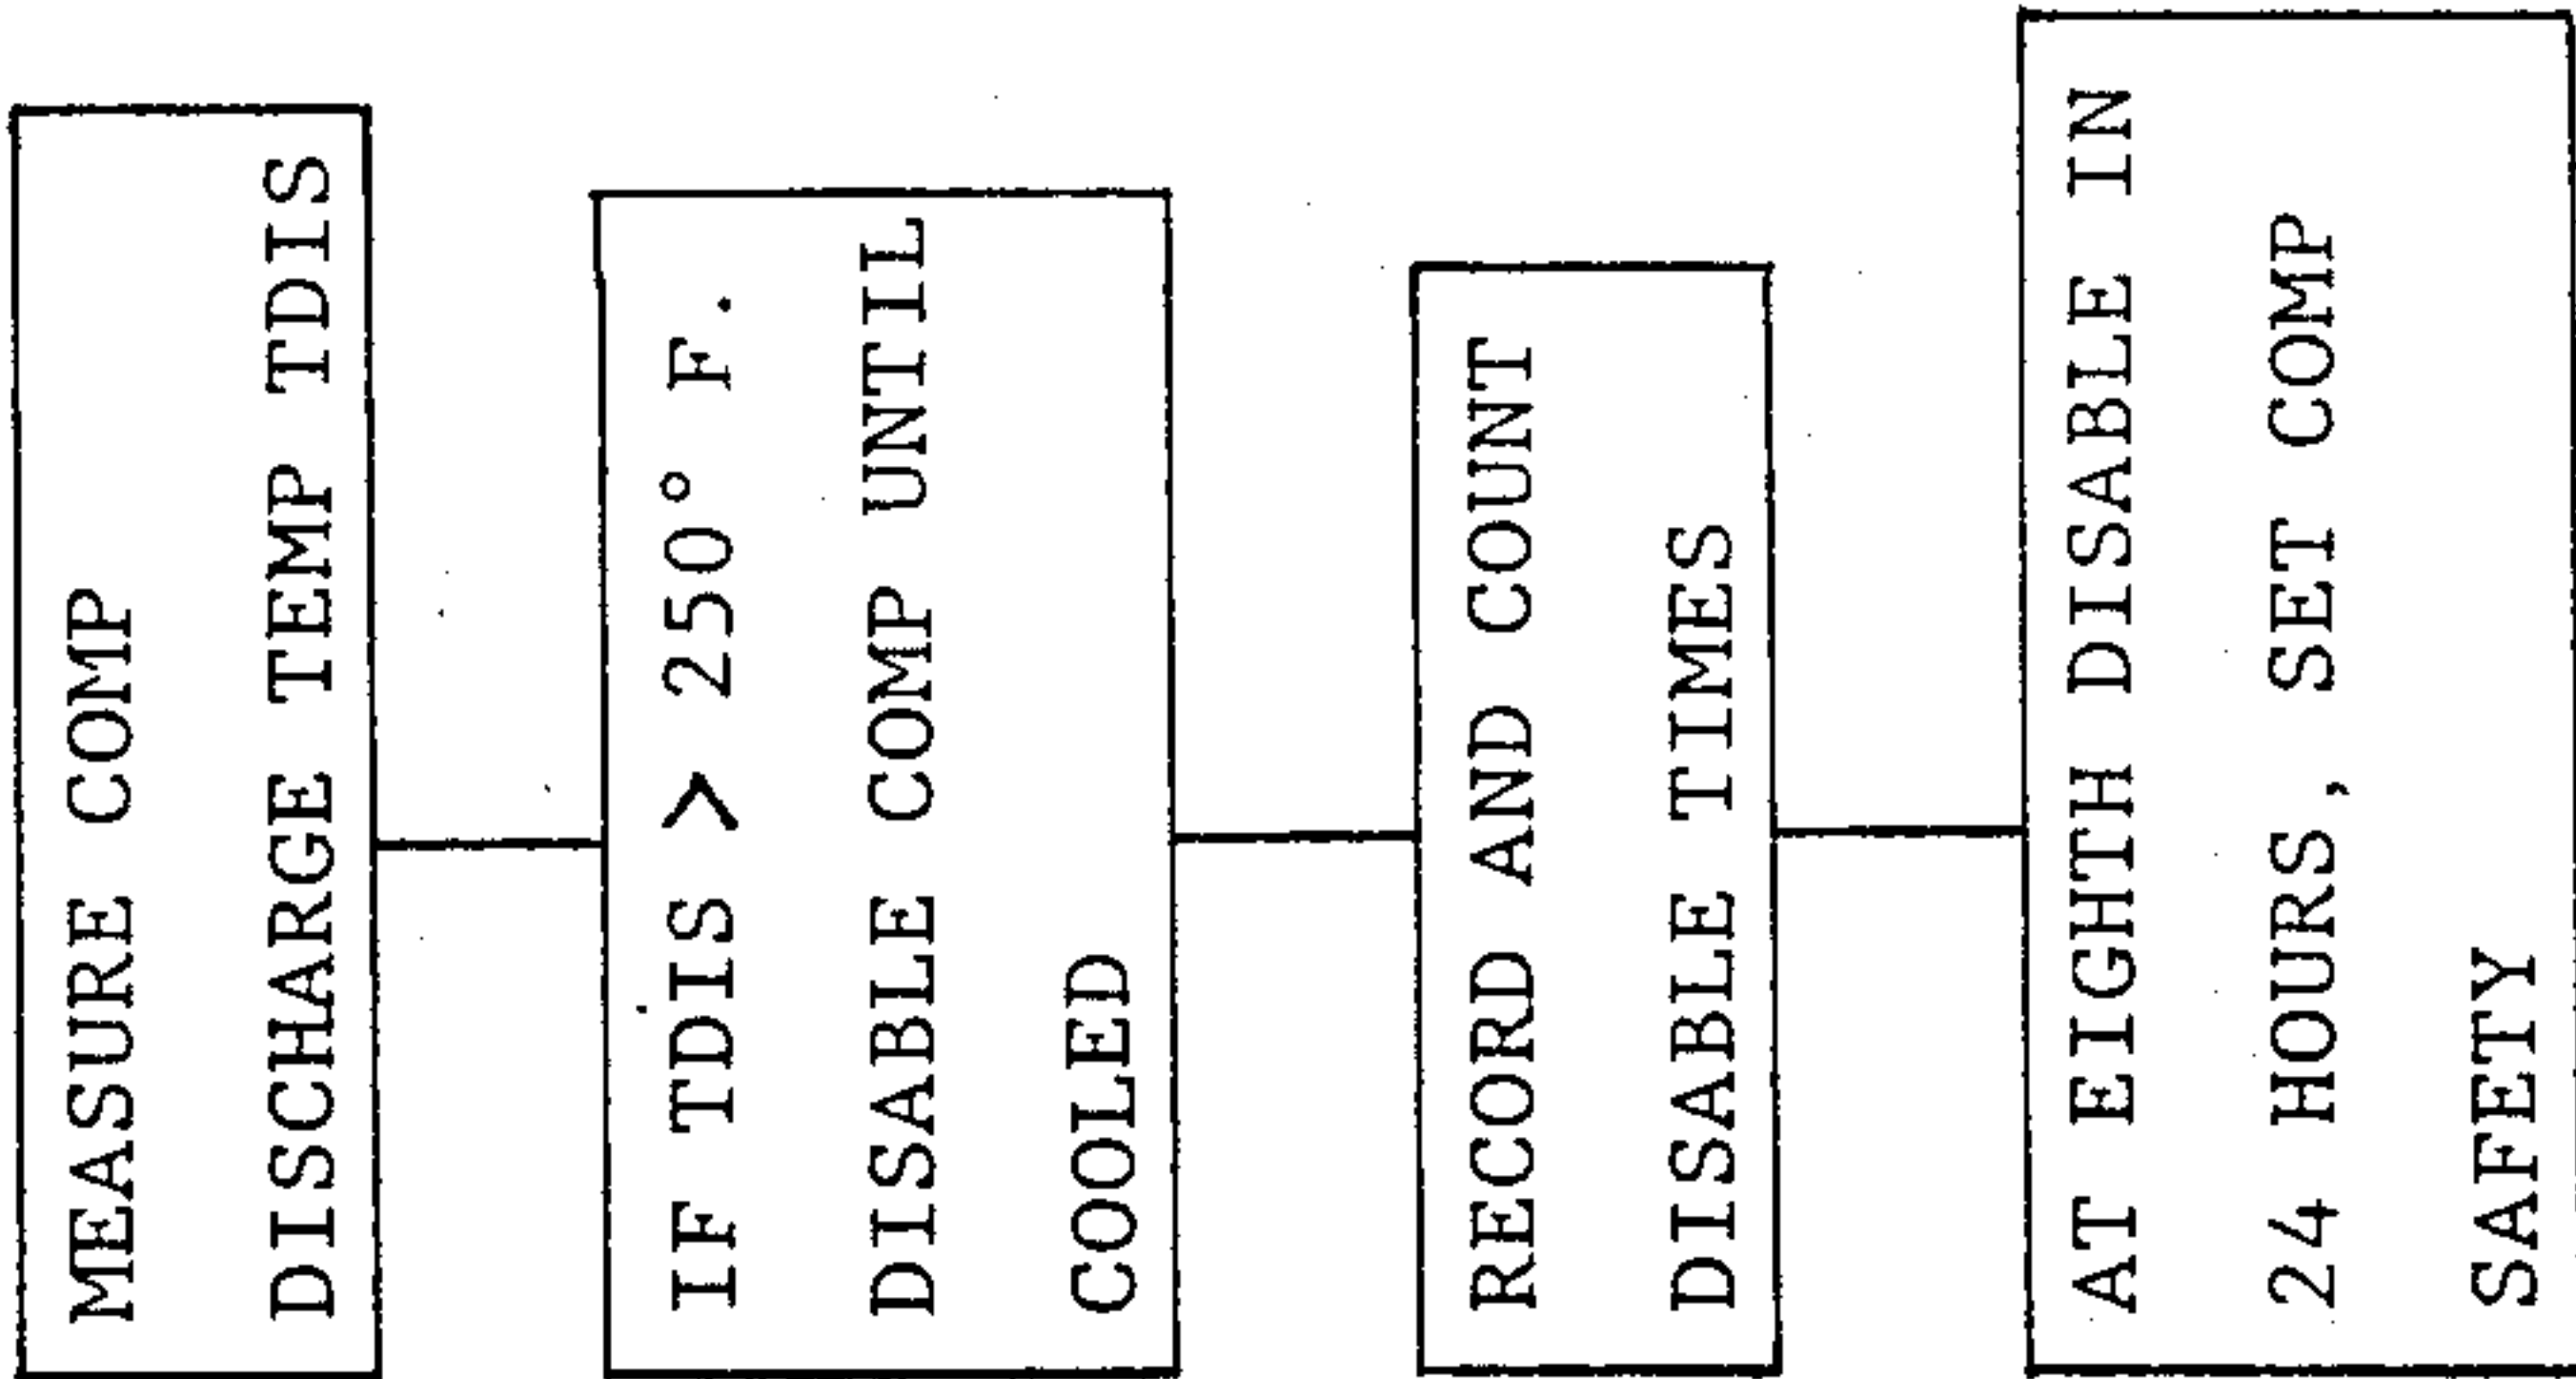 MEASURE COMP
DISCHARGE TEMP TDIS
IF TDIS > 250° F.
DISABLE COMP UNTIL
COOLED
RECORD AND COUNT
DISABLE TIMES
AT EIGHTH DISABLE IN
24 HOURS, SET COMP
SAFETY